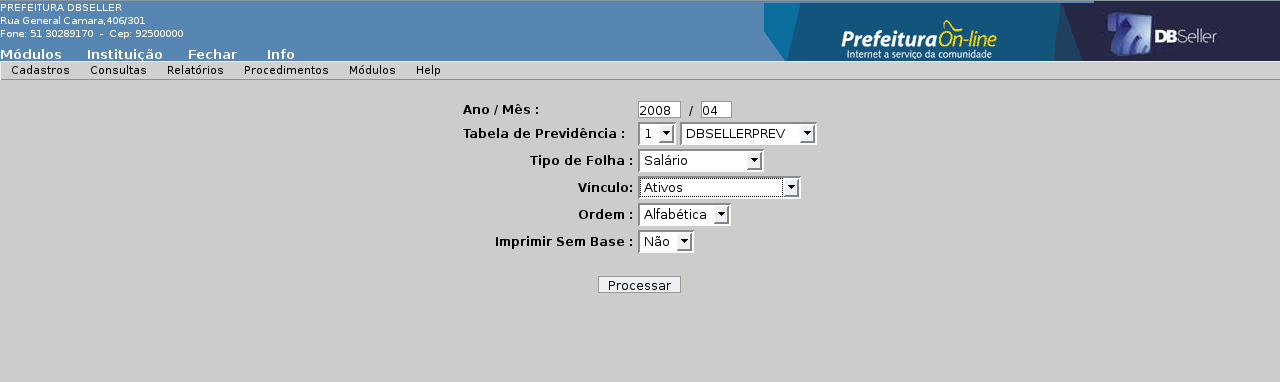 PREFEITURA DBSELLER
Rua General Camara,406/301
Fone: 51 30289170 - Cep: 92500000
Prefeitura On-line
Internet a serviço da comunidade
DBSeller
Módulos Instituição Fechar Info
Cadastros Consultas Relatórios Procedimentos Módulos Help
Ano / Mês : 2008 / 04
Tabela de Previdência : 1 DBSELLERPREV
Tipo de Folha : Salário
Vínculo: Ativos
Ordem : Alfabética
Imprimir Sem Base : Não
Processar